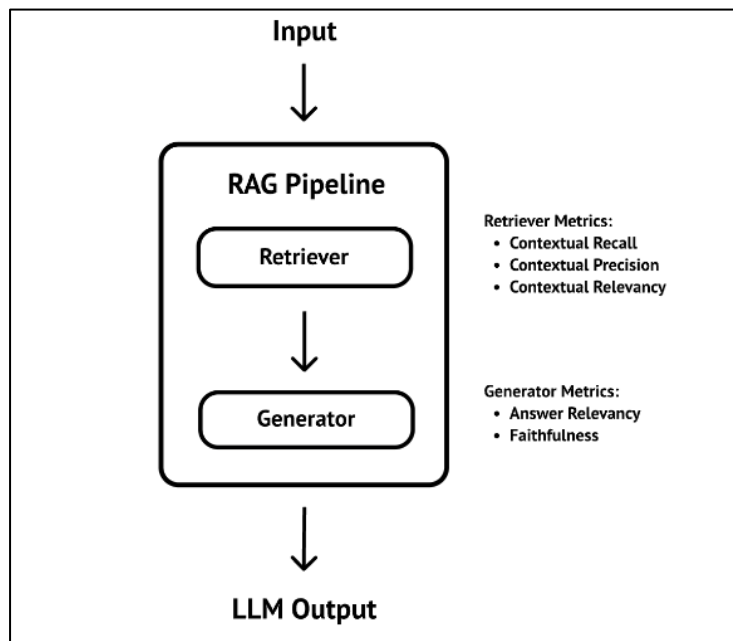 Input
RAG Pipeline
Retriever
Retriever Metrics:
• Contextual Recall
• Contextual Precision
• Contextual Relevancy
Generator
Generator Metrics:
• Answer Relevancy
• Faithfulness
LLM Output